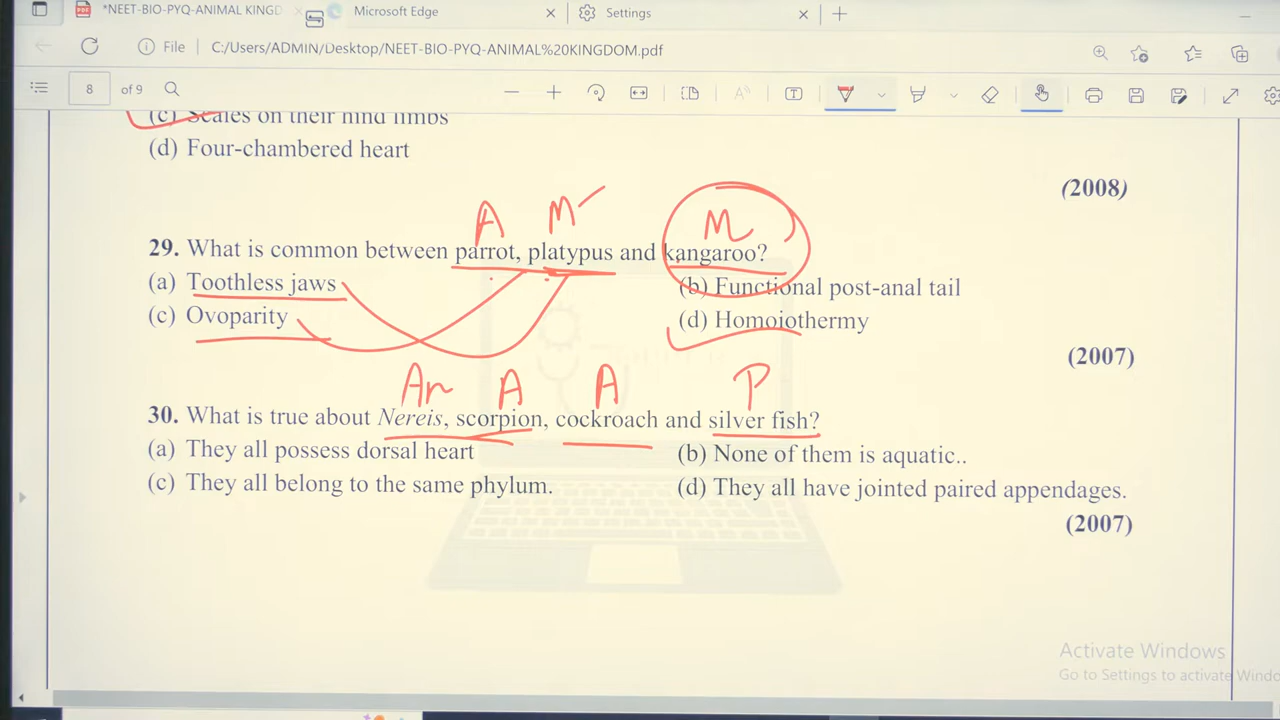 *NEET-BIO-PYQ-ANIMAL KINGD
Microsoft Edge
Settings
File
C:/Users/ADMIN/Desktop/NEET-BIO-PYQ-ANIMAL%20KINGDOM.pdf
8 of 9
(c) Scales on their hind limbs
(d) Four-chambered heart
(2008)
A M M
29. What is common between parrot, platypus and kangaroo?
(a) Toothless jaws (b) Functional post-anal tail
(c) Ovoparity (d) Homoiothermy
(2007)
An A A P
30. What is true about Nereis, scorpion, cockroach and silver fish?
(a) They all possess dorsal heart (b) None of them is aquatic..
(c) They all belong to the same phylum. (d) They all have jointed paired appendages.
(2007)
Activate Windows
Go to Settings to activate Windo